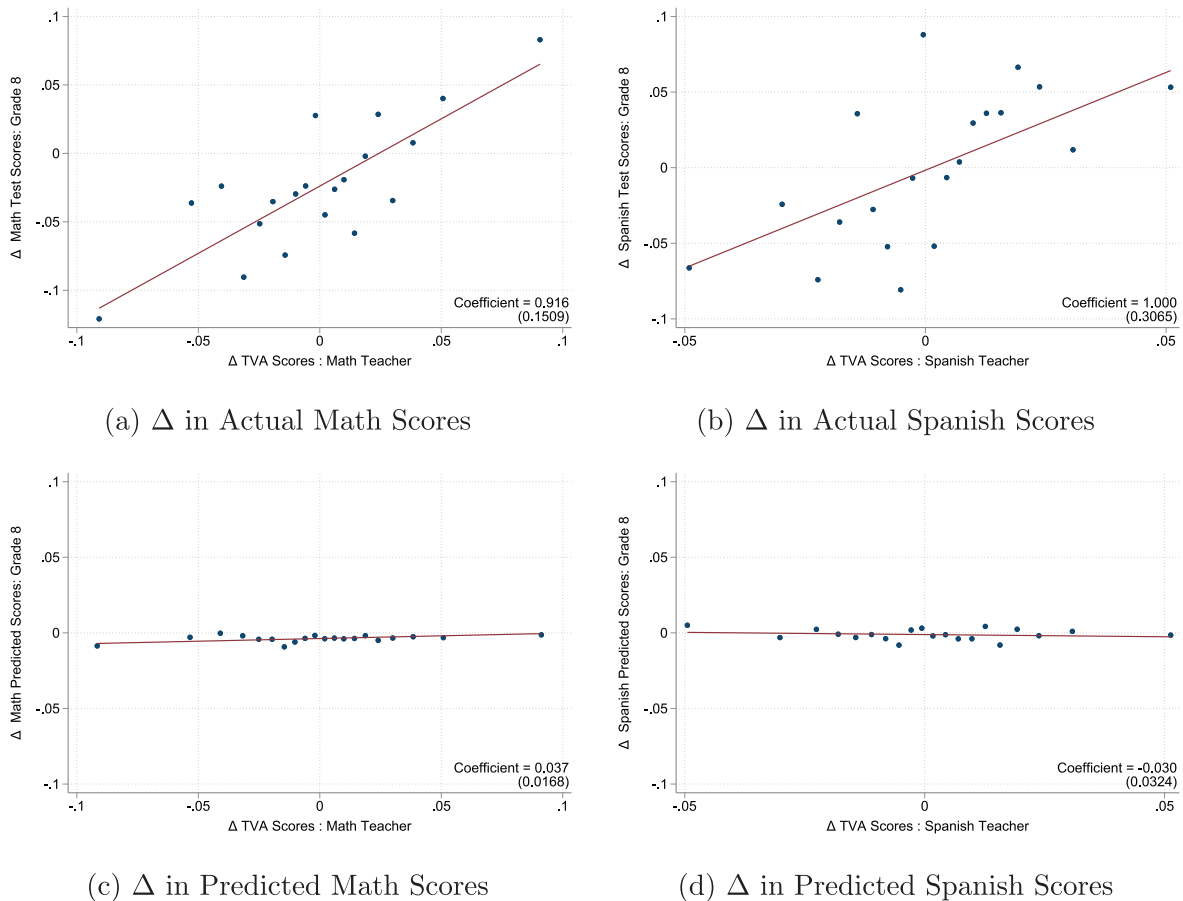 .1
.05
0
-.05
-.1
Δ Math Test Scores: Grade 8
Coefficient = 0.916
(0.1509)
-.1 -.05 0 .05 .1
Δ TVA Scores : Math Teacher
(a) Δ in Actual Math Scores
.1
.05
0
-.05
-.1
Δ Spanish Test Scores: Grade 8
Coefficient = 1.000
(0.3065)
-.05 0 .05
Δ TVA Scores : Spanish Teacher
(b) Δ in Actual Spanish Scores
.1
.05
0
-.05
-.1
Δ Math Predicted Scores: Grade 8
Coefficient = 0.037
(0.0168)
-.1 -.05 0 .05 .1
Δ TVA Scores : Math Teacher
(c) Δ in Predicted Math Scores
.1
.05
0
-.05
-.1
Δ Spanish Predicted Scores: Grade 8
Coefficient = -0.030
(0.0324)
-.05 0 .05
Δ TVA Scores : Spanish Teacher
(d) Δ in Predicted Spanish Scores